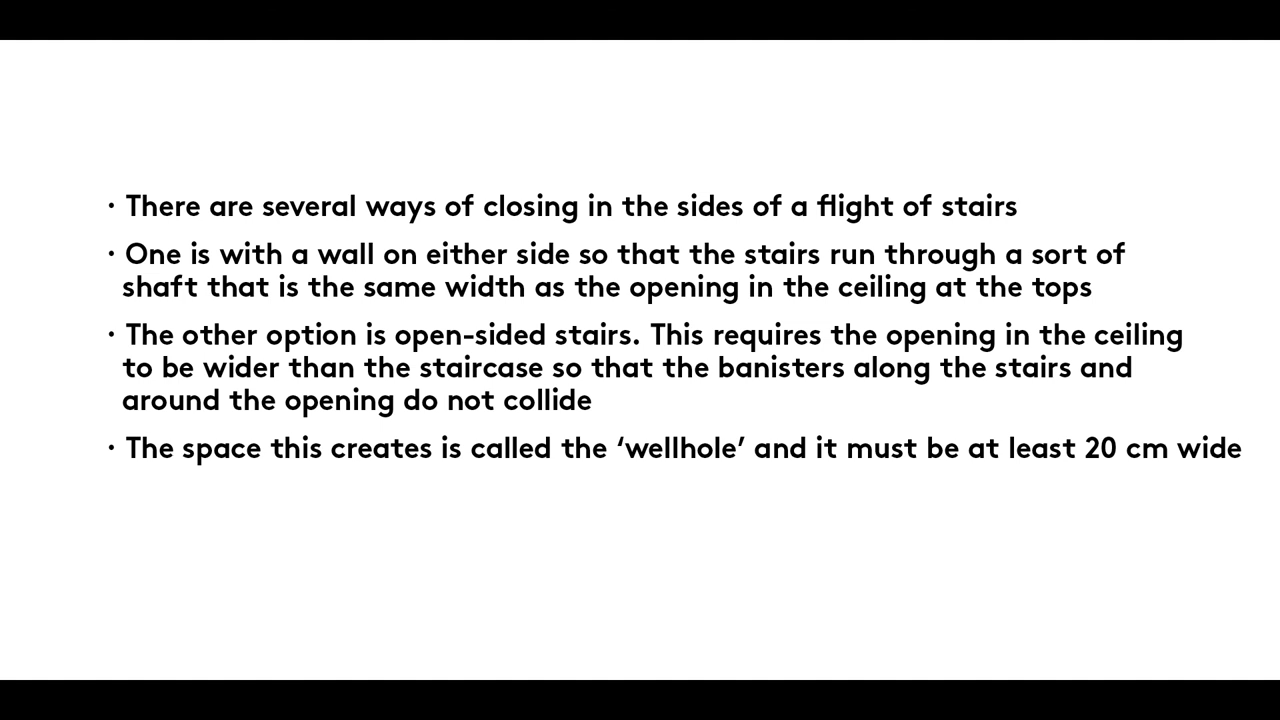 · There are several ways of closing in the sides of a flight of stairs
· One is with a wall on either side so that the stairs run through a sort of
shaft that is the same width as the opening in the ceiling at the tops
· The other option is open-sided stairs. This requires the opening in the ceiling
to be wider than the staircase so that the banisters along the stairs and
around the opening do not collide
· The space this creates is called the ‘wellhole’ and it must be at least 20 cm wide